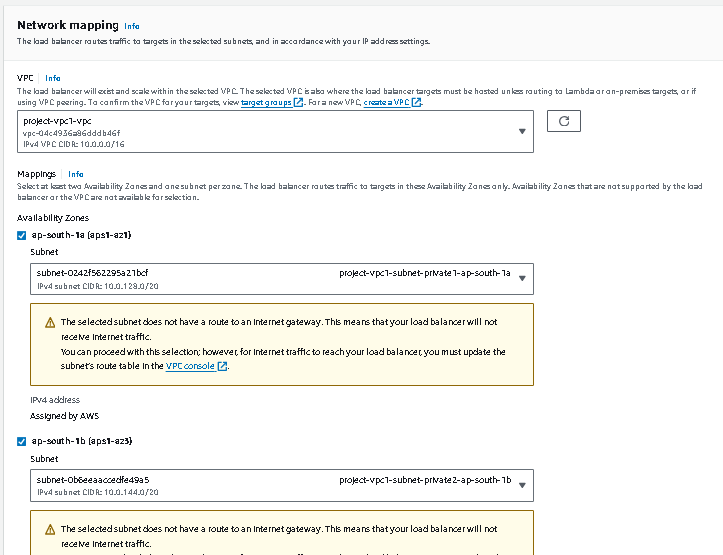 Network mapping Info
The load balancer routes traffic to targets in the selected subnets, and in accordance with your IP address settings.
VPC Info
The load balancer will exist and scale within the selected VPC. The selected VPC is also where the load balancer targets must be hosted unless routing to Lambda or on-premises targets, or if
using VPC peering. To confirm the VPC for your targets, view target groups. For a new VPC, create a VPC.
project-vpc1-vpc
vpc-04c4936a86dddb46f
IPv4 VPC CIDR: 10.0.0.0/16
Mappings Info
Select at least two Availability Zones and one subnet per zone. The load balancer routes traffic to targets in these Availability Zones only. Availability Zones that are not supported by the load
balancer or the VPC are not available for selection.
Availability Zones
ap-south-1a (aps1-az1)
Subnet
subnet-0242f562295a21bcf project-vpc1-subnet-private1-ap-south-1a
IPv4 subnet CIDR: 10.0.128.0/20
The selected subnet does not have a route to an internet gateway. This means that your load balancer will not
receive internet traffic.
You can proceed with this selection; however, for internet traffic to reach your load balancer, you must update the
subnet's route table in the VPC console.
IPv4 address
Assigned by AWS
ap-south-1b (aps1-az3)
Subnet
subnet-0b6eeaaccedfe49a5 project-vpc1-subnet-private2-ap-south-1b
IPv4 subnet CIDR: 10.0.144.0/20
The selected subnet does not have a route to an internet gateway. This means that your load balancer will not
receive internet traffic.